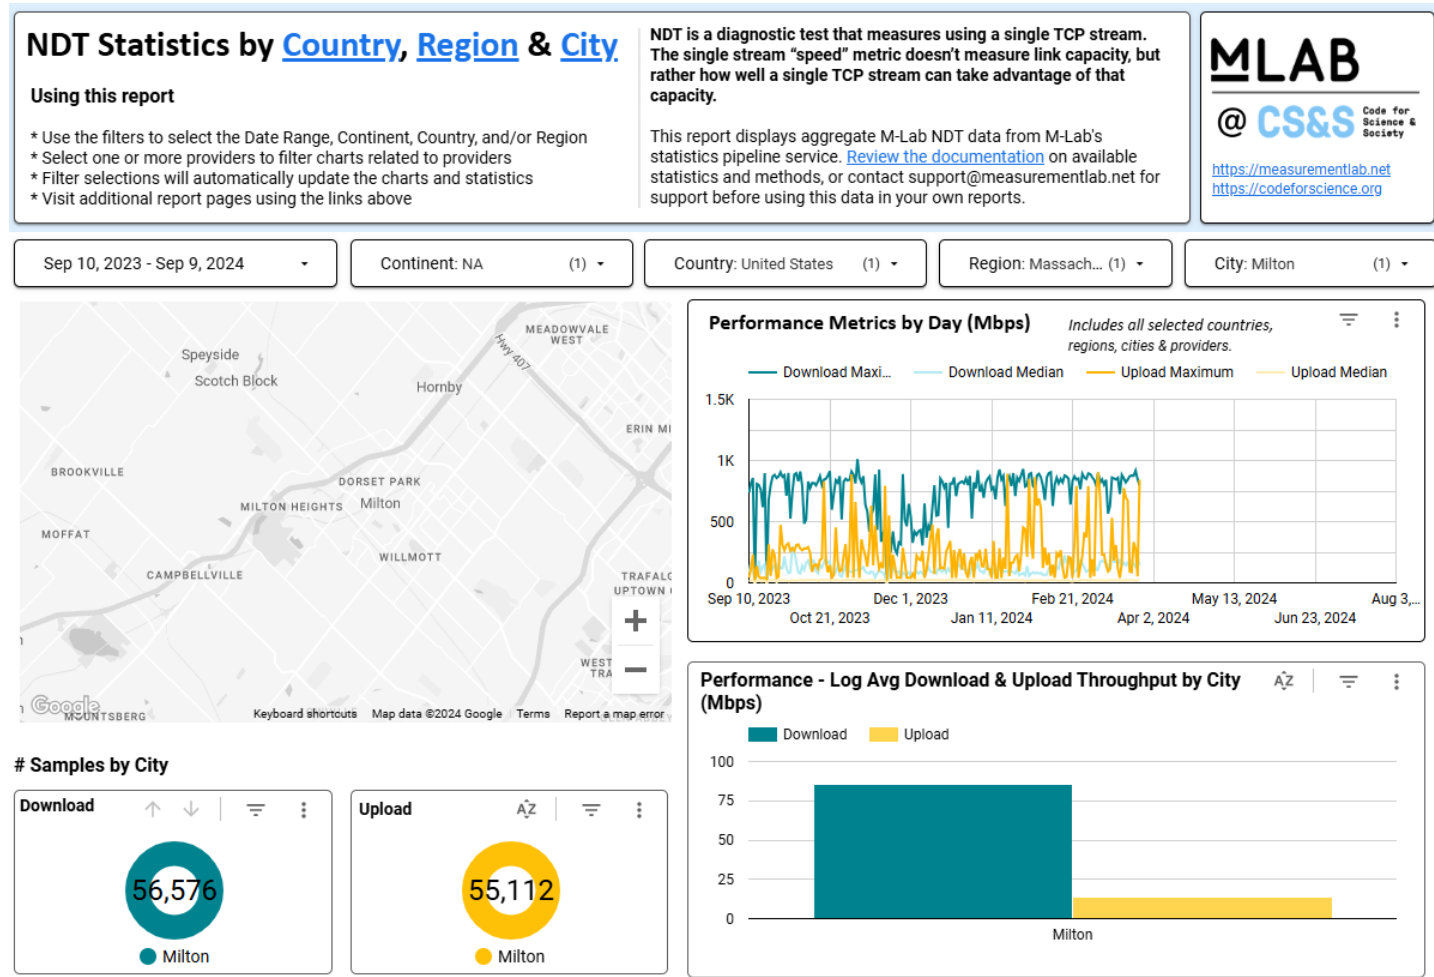 NDT Statistics by Country, Region & City
Using this report
* Use the filters to select the Date Range, Continent, Country, and/or Region
* Select one or more providers to filter charts related to providers
* Filter selections will automatically update the charts and statistics
* Visit additional report pages using the links above
NDT is a diagnostic test that measures using a single TCP stream.
The single stream “speed” metric doesn’t measure link capacity, but
rather how well a single TCP stream can take advantage of that
capacity.
This report displays aggregate M-Lab NDT data from M-Lab's
statistics pipeline service. Review the documentation on available
statistics and methods, or contact support@measurementlab.net for
support before using this data in your own reports.
MLAB
@ CS&S Code for
Science &
Society
https://measurementlab.net
https://codeforscience.org
Sep 10, 2023 - Sep 9, 2024
Continent: NA (1)
Country: United States (1)
Region: Massach... (1)
City: Milton (1)
MEADOWVALE
WEST
Hwy 407
Speyside
Scotch Block
Hornby
ERIN MI
BROOKVILLE
DORSET PARK
MILTON HEIGHTS
Milton
MOFFAT
WILLMOTT
CAMPBELLVILLE
TRAFALG
UPTOWN
WEST
TRA
Google
MOUNTSBERG
Keyboard shortcuts
Map data ©2024 Google
Terms
Report a map error
Performance Metrics by Day (Mbps)
Includes all selected countries,
regions, cities & providers.
Download Maxi...
Download Median
Upload Maximum
Upload Median
1.5K
1K
500
0
Sep 10, 2023
Oct 21, 2023
Dec 1, 2023
Jan 11, 2024
Feb 21, 2024
Apr 2, 2024
May 13, 2024
Jun 23, 2024
Aug 3,...
# Samples by City
Download
56,576
Milton
Upload
AZ
55,112
Milton
Performance - Log Avg Download & Upload Throughput by City
(Mbps)
AZ
Download
Upload
100
75
50
25
0
Milton